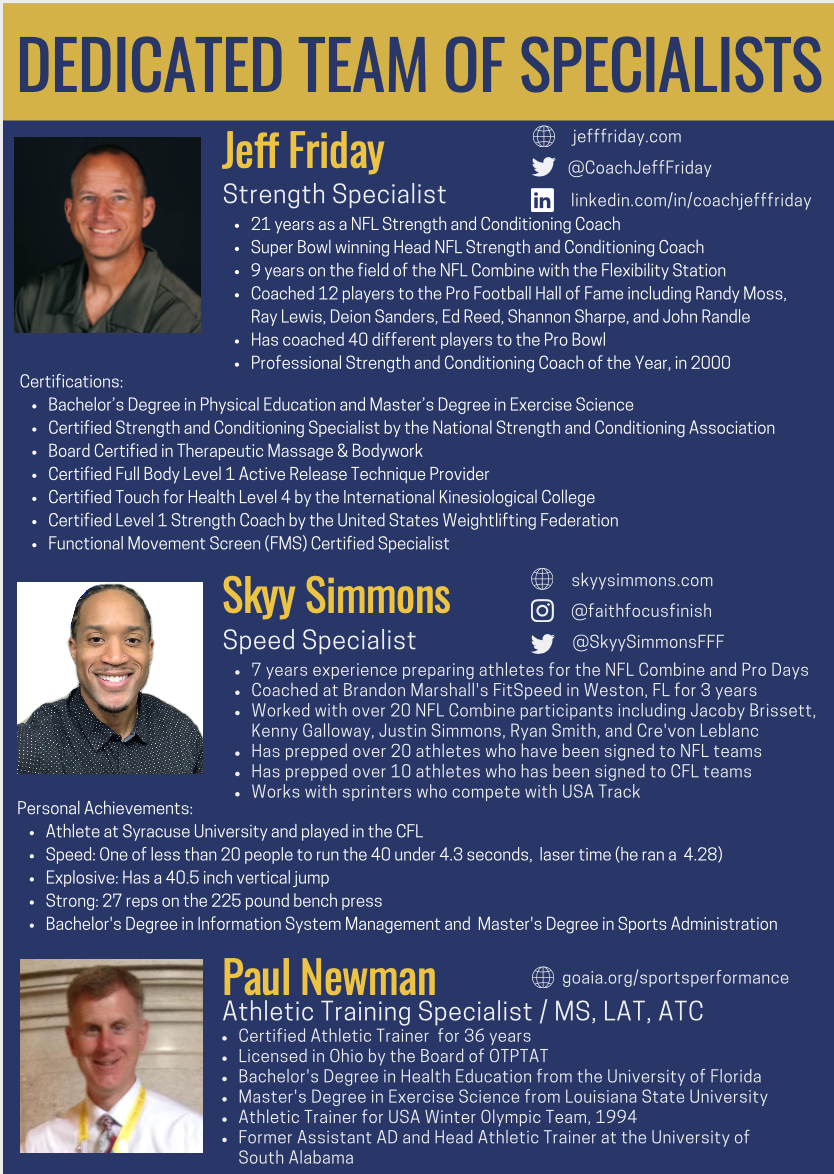 DEDICATED TEAM OF SPECIALISTS
Jeff Friday
Strength Specialist
jefffriday.com
@CoachJeffFriday
linkedin.com/in/coachjefffriday
• 21 years as a NFL Strength and Conditioning Coach
• Super Bowl winning Head NFL Strength and Conditioning Coach
• 9 years on the field of the NFL Combine with the Flexibility Station
• Coached 12 players to the Pro Football Hall of Fame including Randy Moss,
Ray Lewis, Deion Sanders, Ed Reed, Shannon Sharpe, and John Randle
• Has coached 40 different players to the Pro Bowl
• Professional Strength and Conditioning Coach of the Year, in 2000
Certifications:
• Bachelor’s Degree in Physical Education and Master’s Degree in Exercise Science
• Certified Strength and Conditioning Specialist by the National Strength and Conditioning Association
• Board Certified in Therapeutic Massage & Bodywork
• Certified Full Body Level 1 Active Release Technique Provider
• Certified Touch for Health Level 4 by the International Kinesiological College
• Certified Level 1 Strength Coach by the United States Weightlifting Federation
• Functional Movement Screen (FMS) Certified Specialist
Skyy Simmons
Speed Specialist
skyysimmons.com
@faithfocusfinish
@SkyySimmonsFFF
• 7 years experience preparing athletes for the NFL Combine and Pro Days
• Coached at Brandon Marshall's FitSpeed in Weston, FL for 3 years
• Worked with over 20 NFL Combine participants including Jacoby Brissett,
Kenny Galloway, Justin Simmons, Ryan Smith, and Cre'von Leblanc
• Has prepped over 20 athletes who have been signed to NFL teams
• Has prepped over 10 athletes who has been signed to CFL teams
• Works with sprinters who compete with USA Track
Personal Achievements:
• Athlete at Syracuse University and played in the CFL
• Speed: One of less than 20 people to run the 40 under 4.3 seconds, laser time (he ran a 4.28)
• Explosive: Has a 40.5 inch vertical jump
• Strong: 27 reps on the 225 pound bench press
• Bachelor's Degree in Information System Management and Master's Degree in Sports Administration
Paul Newman
goaia.org/sportsperformance
Athletic Training Specialist / MS, LAT, ATC
• Certified Athletic Trainer for 36 years
• Licensed in Ohio by the Board of OTPTAT
• Bachelor's Degree in Health Education from the University of Florida
• Master's Degree in Exercise Science from Louisiana State University
• Athletic Trainer for USA Winter Olympic Team, 1994
• Former Assistant AD and Head Athletic Trainer at the University of
South Alabama